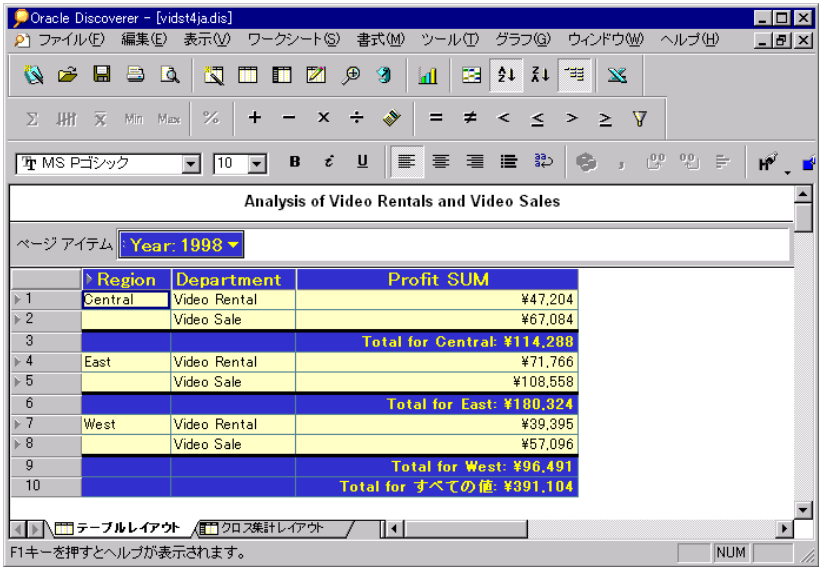 Oracle Discoverer - [vidst4ja.dis]
ファイル(F) 編集(E) 表示(V) ワークシート(S) 書式(M) ツール(T) グラフ(G) ウィンドウ(W) ヘルプ(H)
Σ x Min Max % + − × ÷ = ≠ < ≤ > ≥
MS Pゴシック 10 B i U
Analysis of Video Rentals and Video Sales
ページ アイテム Year: 1998
Region Department Profit SUM
1 Central Video Rental ¥47,204
2 Video Sale ¥67,084
3 Total for Central: ¥114,288
4 East Video Rental ¥71,766
5 Video Sale ¥108,558
6 Total for East: ¥180,324
7 West Video Rental ¥39,395
8 Video Sale ¥57,096
9 Total for West: ¥96,491
10 Total for すべての値: ¥391,104
テーブルレイアウト クロス集計レイアウト
F1キーを押すとヘルプが表示されます。 NUM